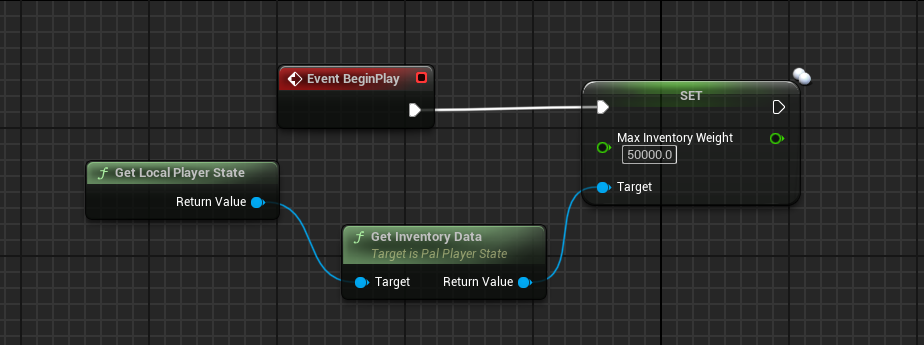 Event BeginPlay
SET
Max Inventory Weight
50000.0
Target
f Get Local Player State
Return Value
f Get Inventory Data
Target is Pal Player State
Target Return Value